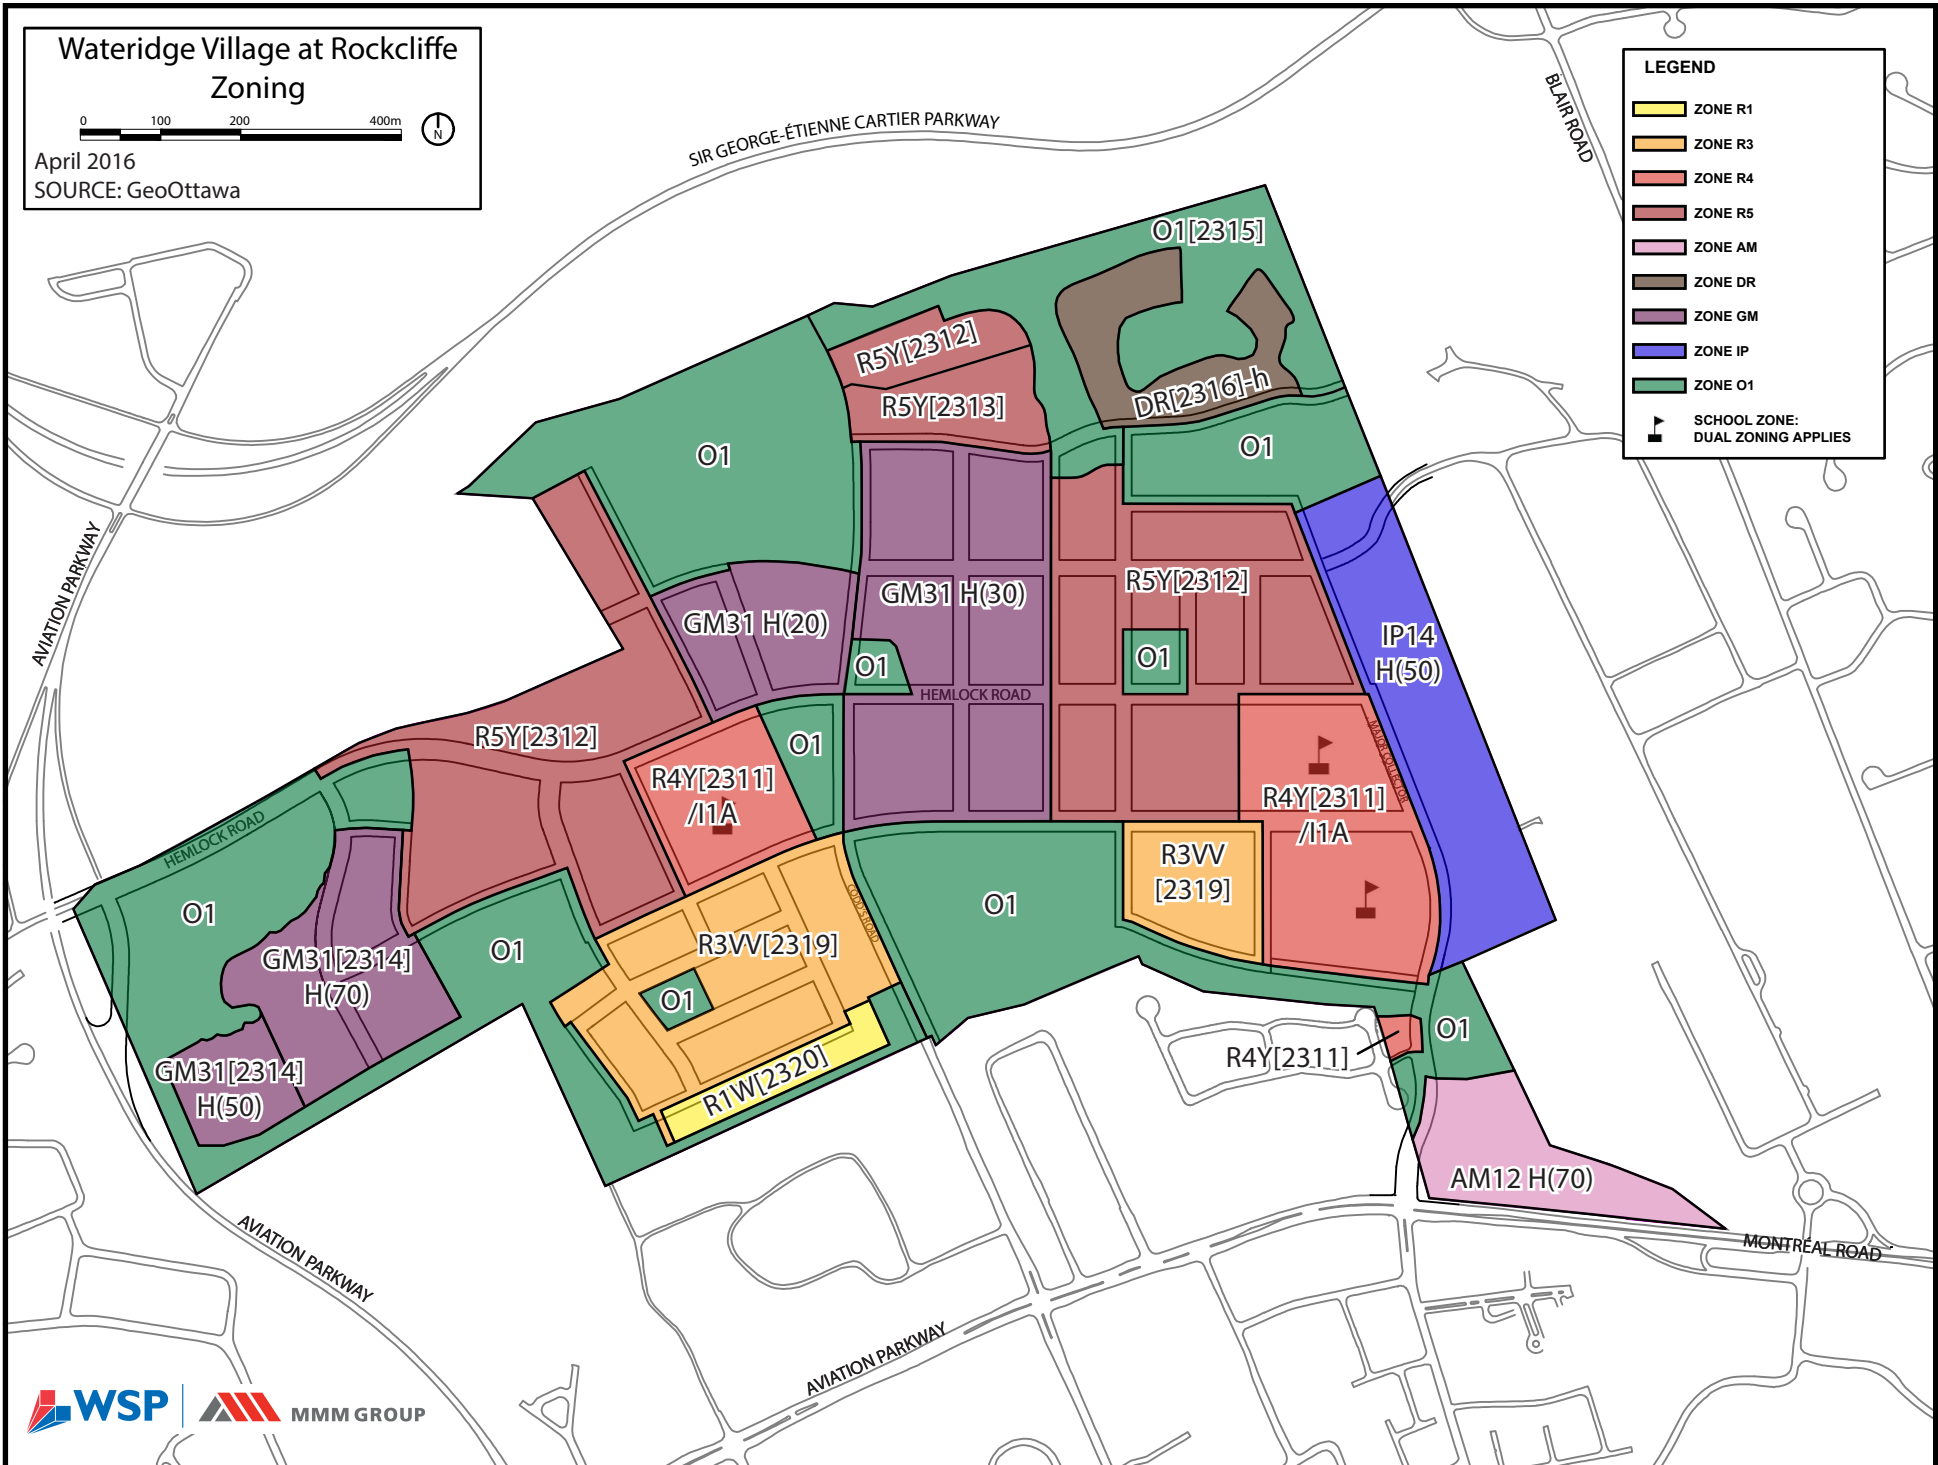 Wateridge Village at Rockcliffe
Zoning
0 100 200 400m
N
April 2016
SOURCE: GeoOttawa
LEGEND
ZONE R1
ZONE R3
ZONE R4
ZONE R5
ZONE AM
ZONE DR
ZONE GM
ZONE IP
ZONE O1
SCHOOL ZONE:
DUAL ZONING APPLIES
SIR GEORGE-ÉTIENNE CARTIER PARKWAY
BLAIR ROAD
O1[2315]
R5Y[2312]
R5Y[2313]
DR[2316]-h
O1
O1
AVIATION PARKWAY
GM31 H(20)
GM31 H(30)
R5Y[2312]
O1
O1
IP14
H(50)
HEMLOCK ROAD
R5Y[2312]
O1
R4Y[2311]
/I1A
MAJOR COLLECTOR
R4Y[2311]
/I1A
HEMLOCK ROAD
R3VV
[2319]
O1
O1
CODD'S ROAD
O1
R3VV[2319]
GM31[2314]
H(70)
O1
O1
R4Y[2311]
GM31[2314]
H(50)
R1W[2320]
AM12 H(70)
AVIATION PARKWAY
MONTRÉAL ROAD
AVIATION PARKWAY
WSP
MMM GROUP